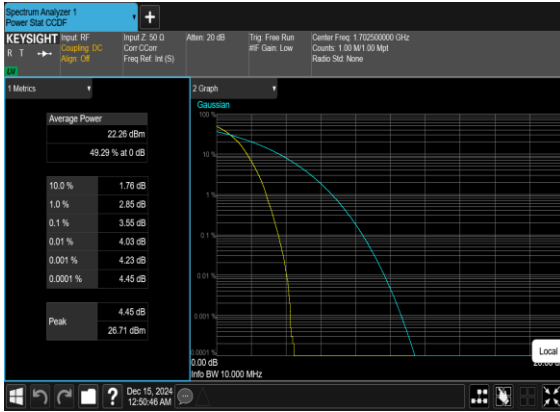 Spectrum Analyzer 1
Power Stat CCDF
KEYSIGHT
R T
Input: RF
Coupling: DC
Align: Off
Input Z: 50 Ω
Corr CCorr
Freq Ref: Int (S)
Atten: 20 dB
Trig: Free Run
#IF Gain: Low
Center Freq: 1.702500000 GHz
Counts: 1.00 M/1.00 Mpt
Radio Std: None
1 Metrics
Average Power
22.26 dBm
49.29 % at 0 dB
10.0 % 1.76 dB
1.0 % 2.85 dB
0.1 % 3.55 dB
0.01 % 4.03 dB
0.001 % 4.23 dB
0.0001 % 4.45 dB
Peak
4.45 dB
26.71 dBm
2 Graph
Gaussian
100 %
10 %
1 %
0.1 %
0.01 %
0.001 %
0.0001 %
0.00 dB
Info BW 10.000 MHz
Local
Dec 15, 2024
12:50:46 AM